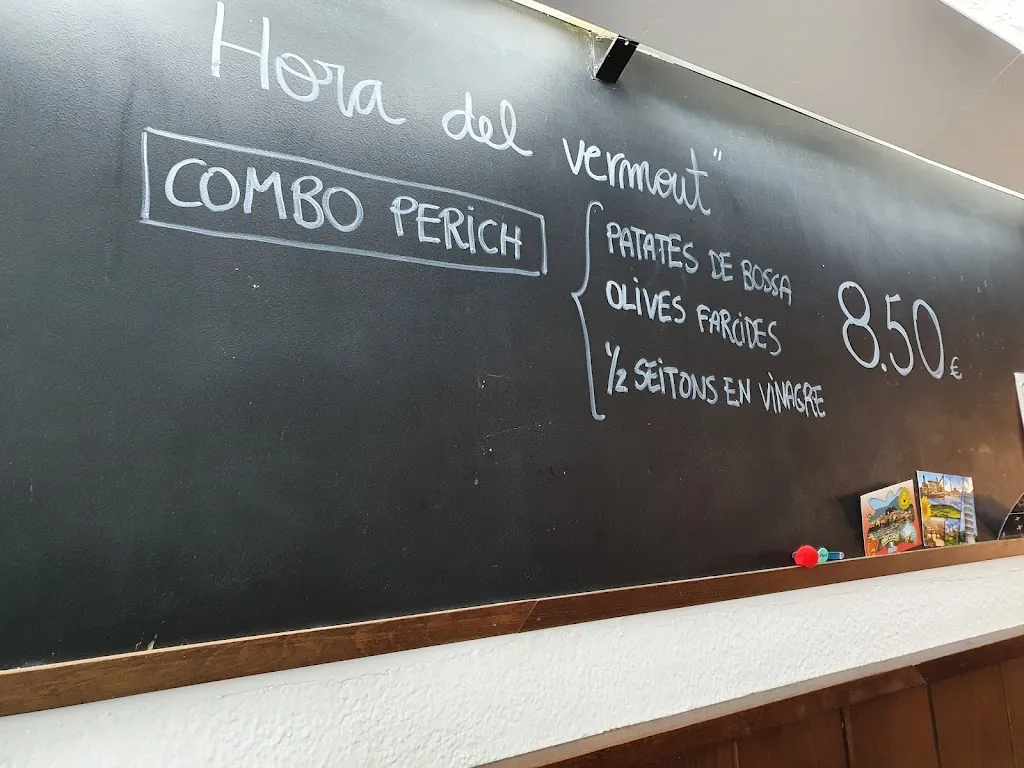 Hora del vermout"
COMBO PERICH
PATATES DE BOSSA
OLIVES FARCIDES
1/2 SEITONS EN VINAGRE
8.50€